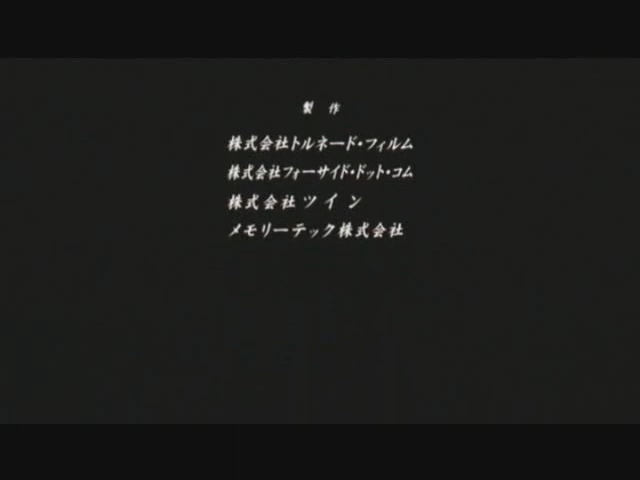 製 作
株式会社トルネード・フィルム
株式会社フォーサイド・ドット・コム
株式会社ツイン
メモリーテック株式会社